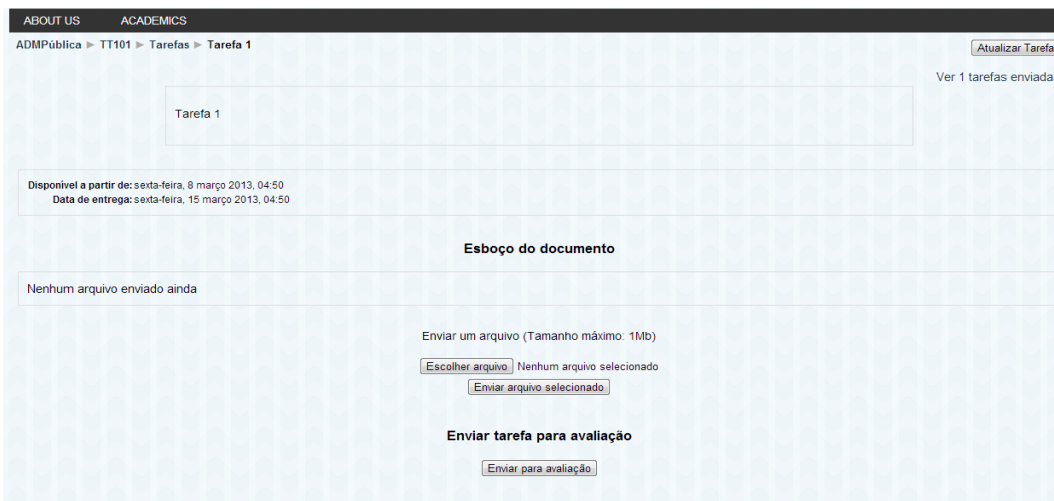 ABOUT US ACADEMICS
ADMPública ► TT101 ► Tarefas ► Tarefa 1
Atualizar Tarefa
Ver 1 tarefas enviada
Tarefa 1
Disponível a partir de: sexta-feira, 8 março 2013, 04:50
Data de entrega: sexta-feira, 15 março 2013, 04:50
Esboço do documento
Nenhum arquivo enviado ainda
Enviar um arquivo (Tamanho máximo: 1Mb)
Escolher arquivo Nenhum arquivo selecionado
Enviar arquivo selecionado
Enviar tarefa para avaliação
Enviar para avaliação